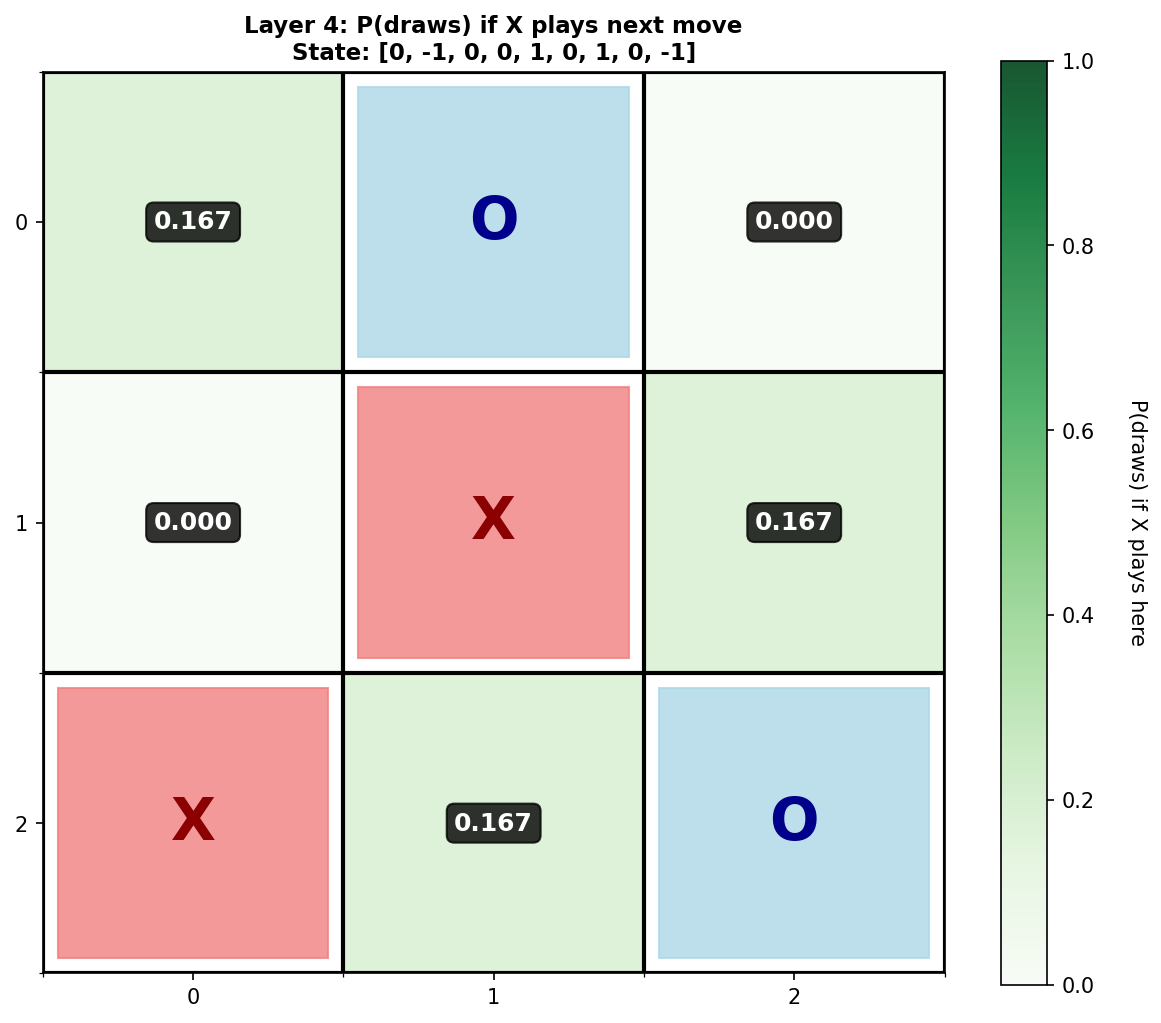 Layer 4: P(draws) if X plays next move
State: [0, -1, 0, 0, 1, 0, 1, 0, -1]
0.167
O
0.000
0.000
X
0.167
X
0.167
O
0
1
2
0
1
2
1.0
0.8
0.6
0.4
0.2
0.0
P(draws) if X plays here